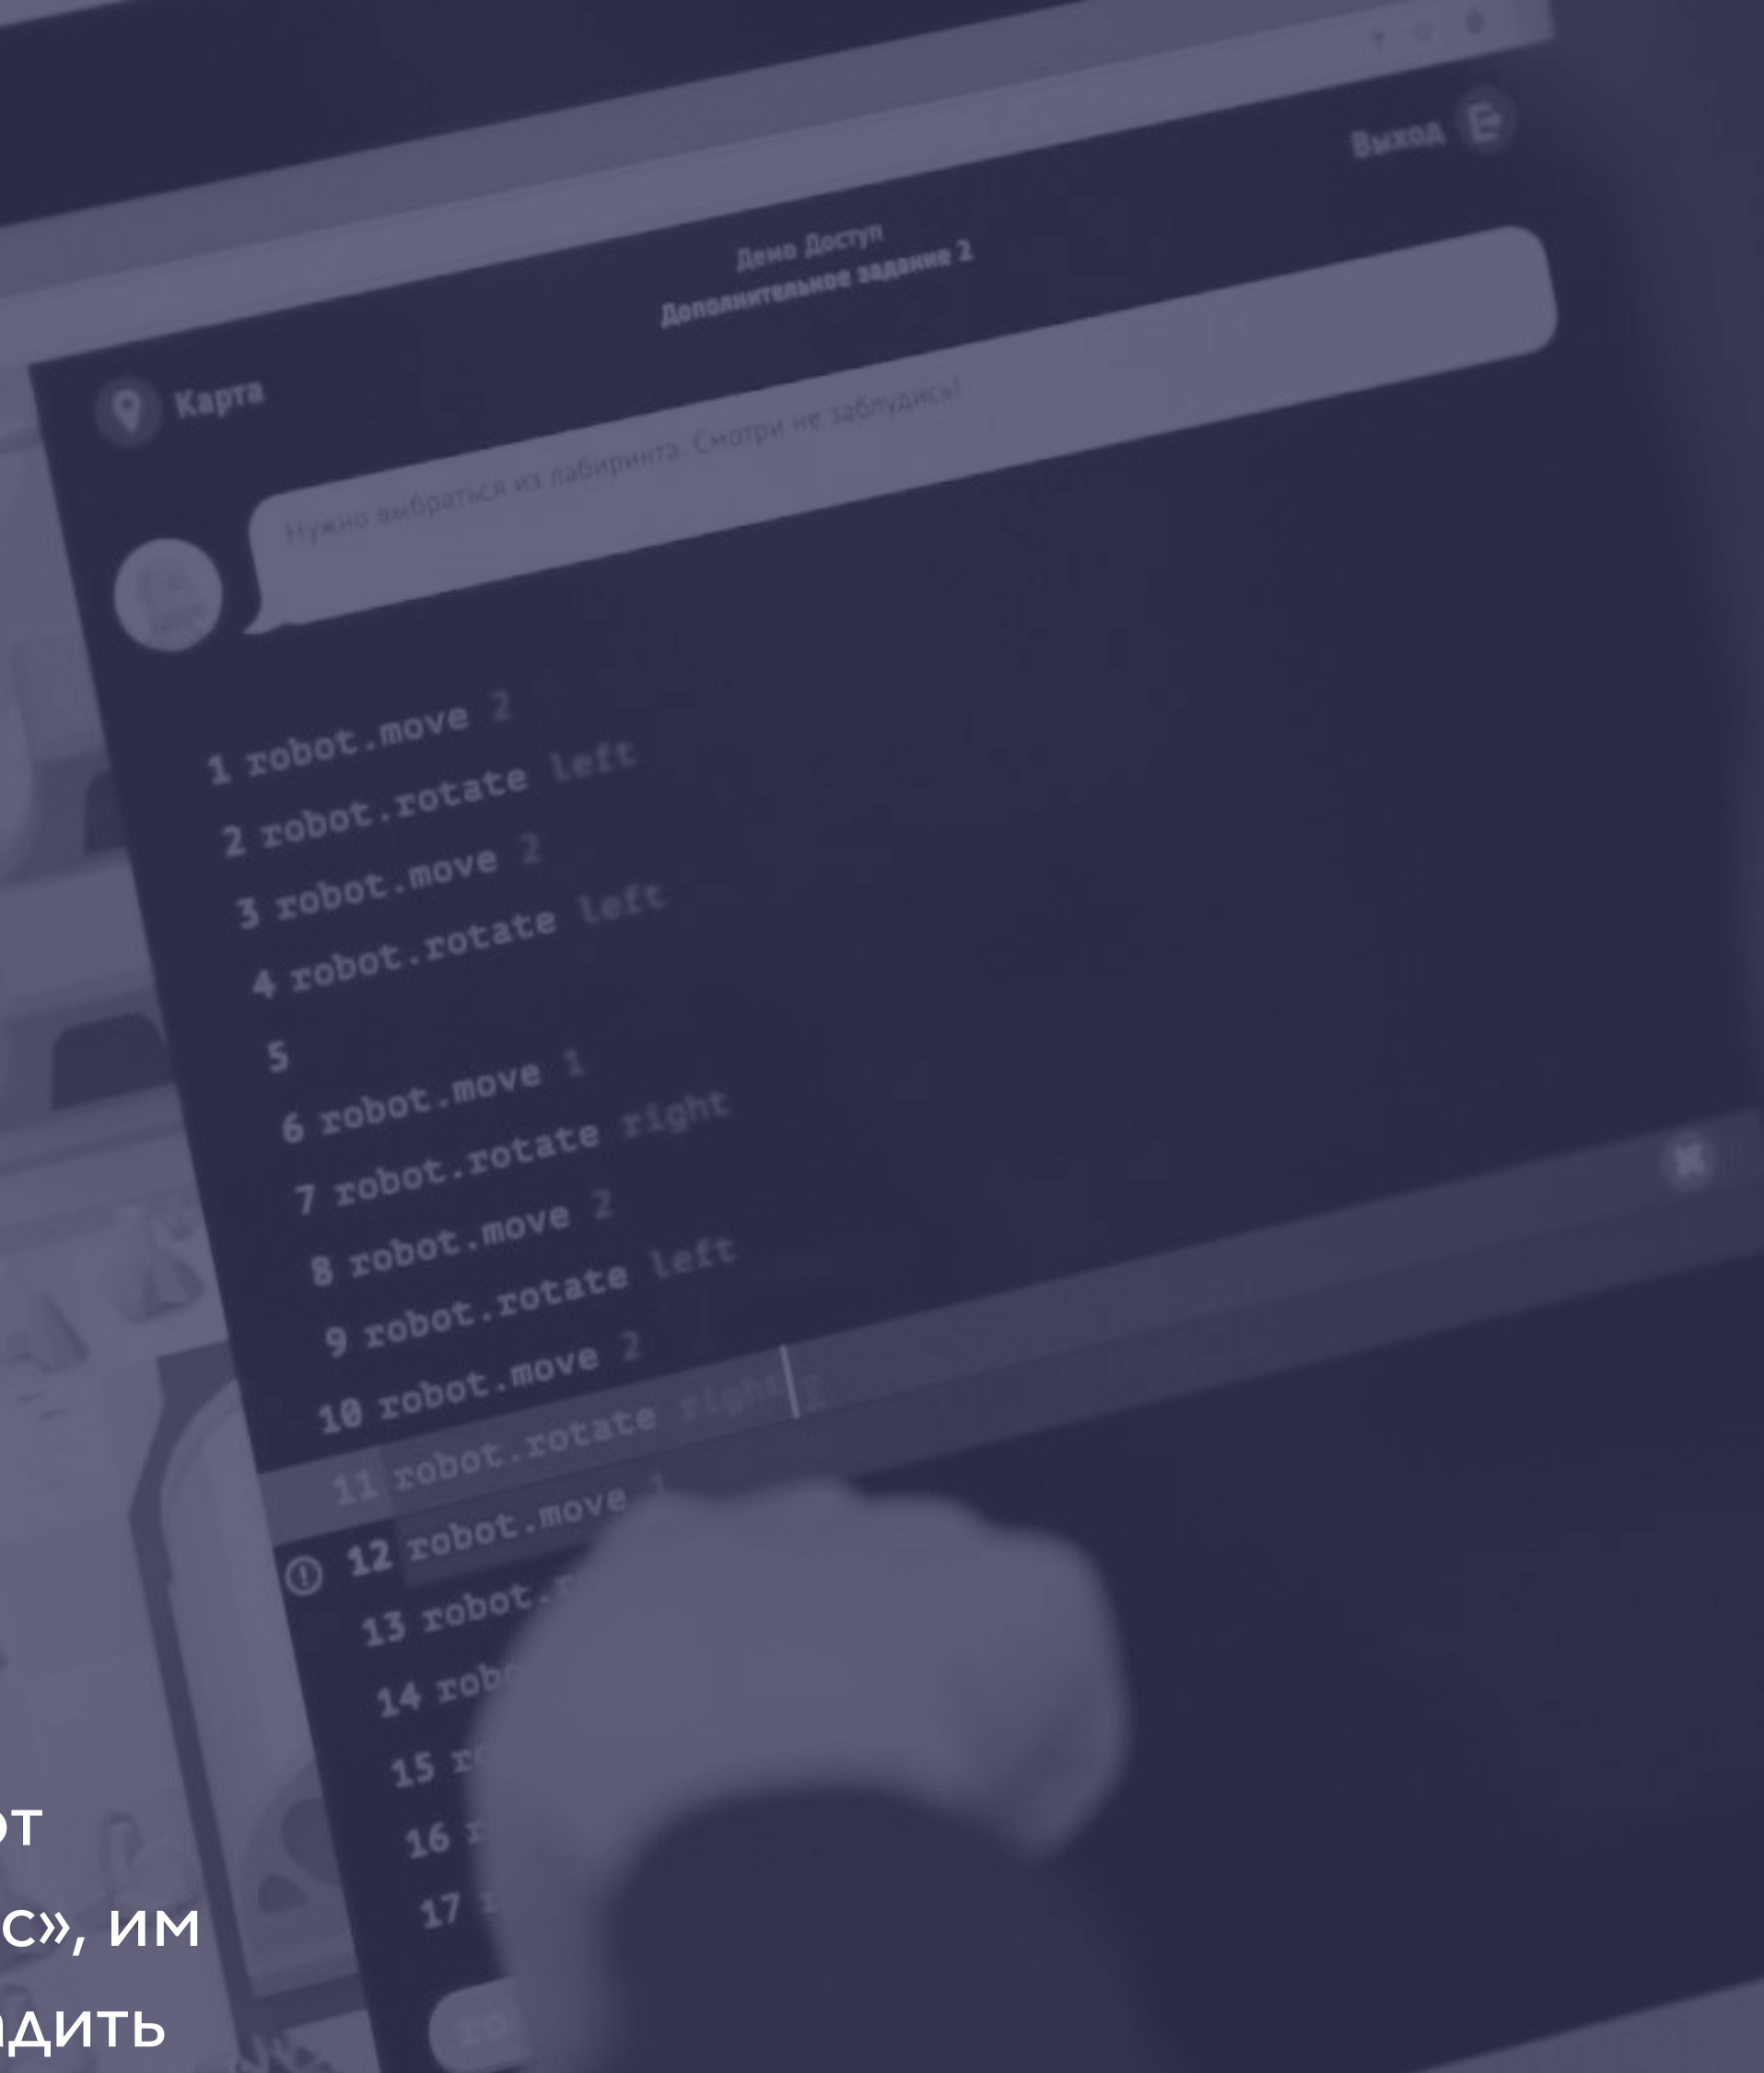 Выход
Демо Доступ
Дополнительное задание 2
Карта
Нужно выбраться из лабиринта. Смотри не заблудись!
1 robot.move 2
2 robot.rotate left
3 robot.move 2
4 robot.rotate left
5
6 robot.move 1
7 robot.rotate right
8 robot.move 2
9 robot.rotate left
10 robot.move 2
11 robot.rotate right
12 robot.move 1
13 robot.
14
15
16
17
с», им